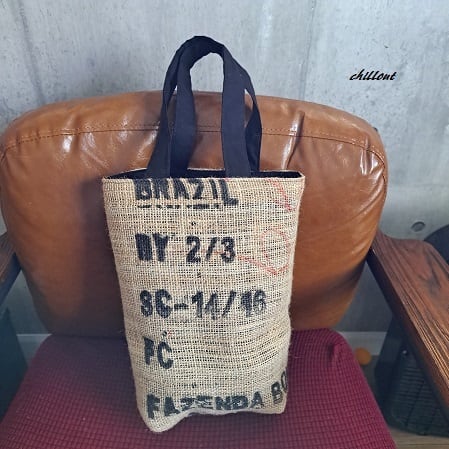 chillout
BRAZIL
NY 2/3
SC-14/16
FC
FAZENDA BO